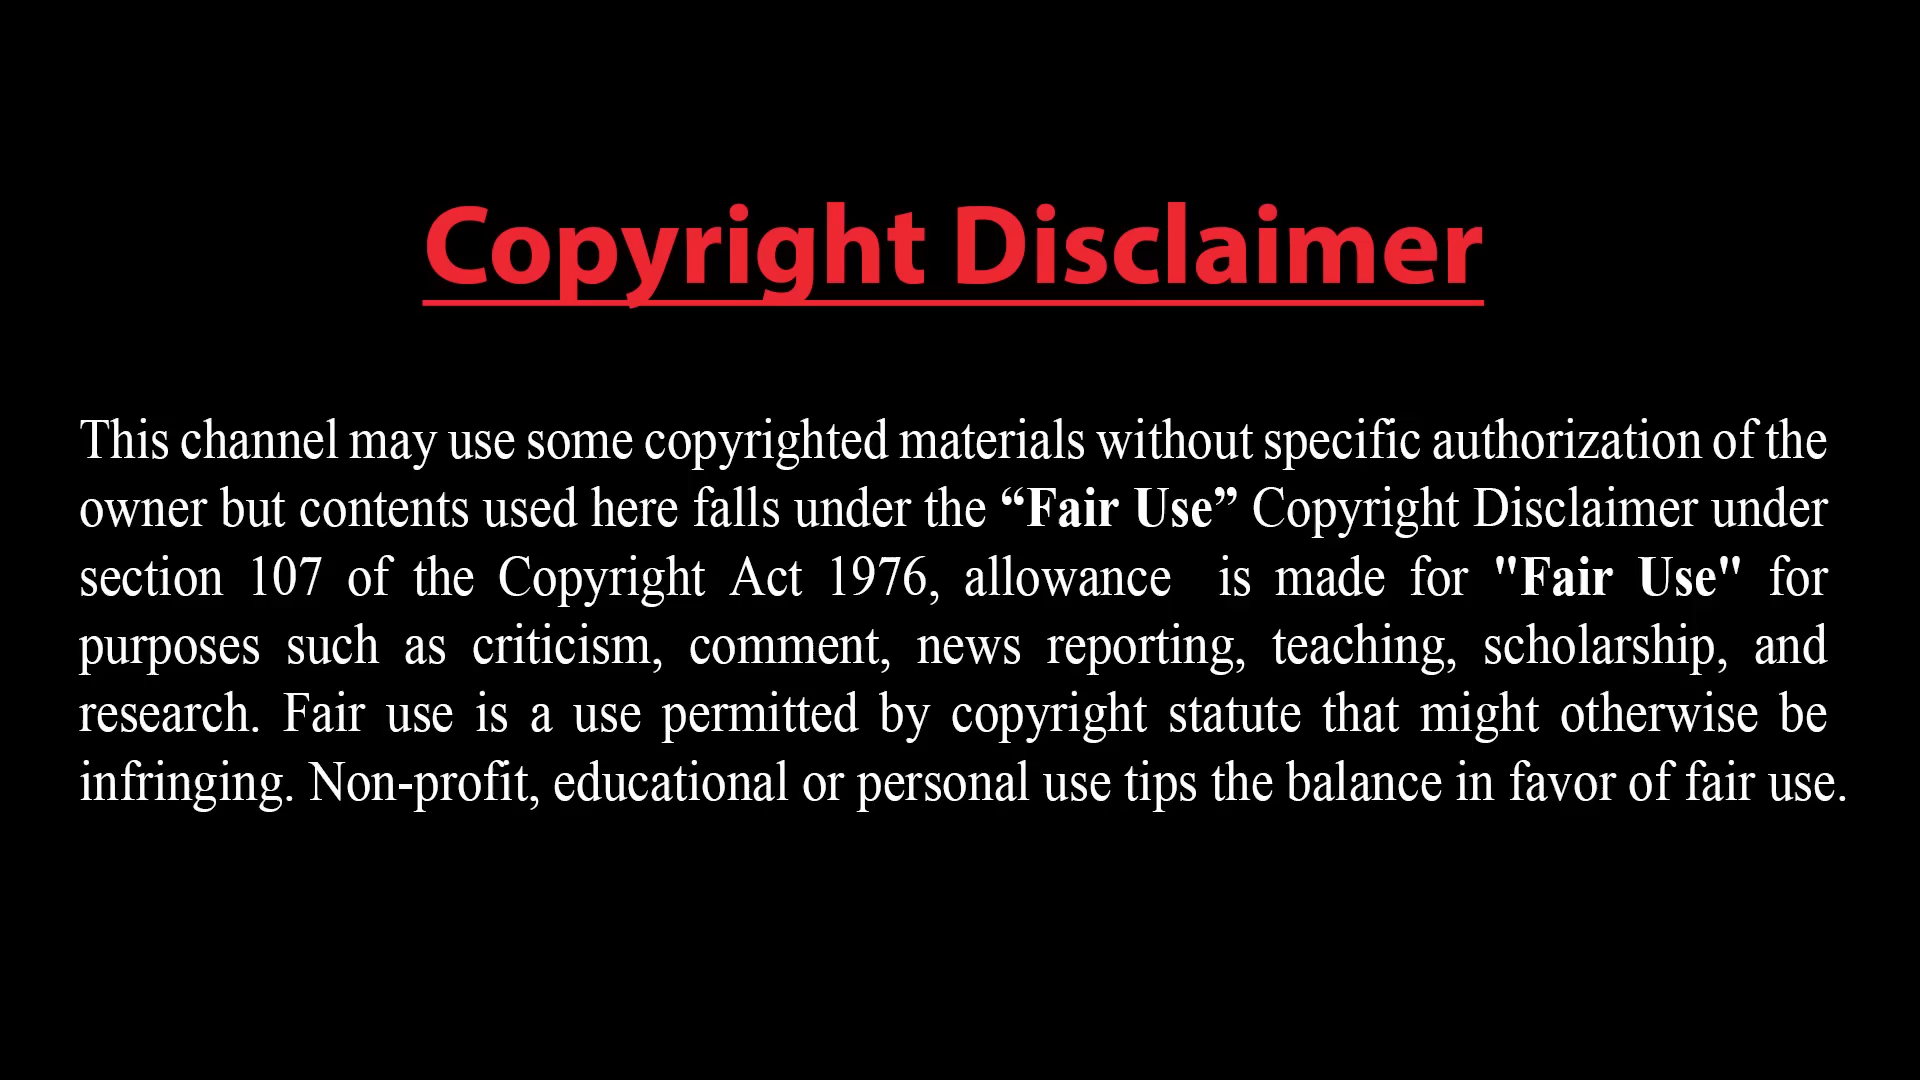 Copyright Disclaimer
This channel may use some copyrighted materials without specific authorization of the
owner but contents used here falls under the “Fair Use” Copyright Disclaimer under
section 107 of the Copyright Act 1976, allowance  is made for "Fair Use" for
purposes such as criticism, comment, news reporting, teaching, scholarship, and
research. Fair use is a use permitted by copyright statute that might otherwise be
infringing. Non-profit, educational or personal use tips the balance in favor of fair use.